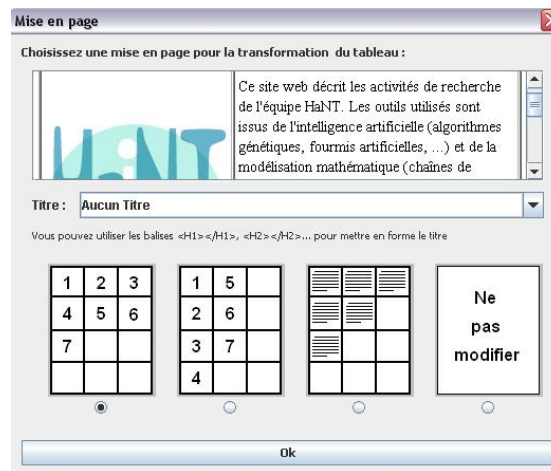 Mise en page
Choisissez une mise en page pour la transformation du tableau :
HaNT
Ce site web décrit les activités de recherche
de l'équipe HaNT. Les outils utilisés sont
issus de l'intelligence artificielle (algorithmes
génétiques, fourmis artificielles, ...) et de la
modélisation mathématique (chaînes de
Titre : Aucun Titre
Vous pouvez utiliser les balises <H1></H1>, <H2></H2>... pour mettre en forme le titre
1 2 3
4 5 6
7
1 5
2 6
3 7
4
Ne
pas
modifier
Ok